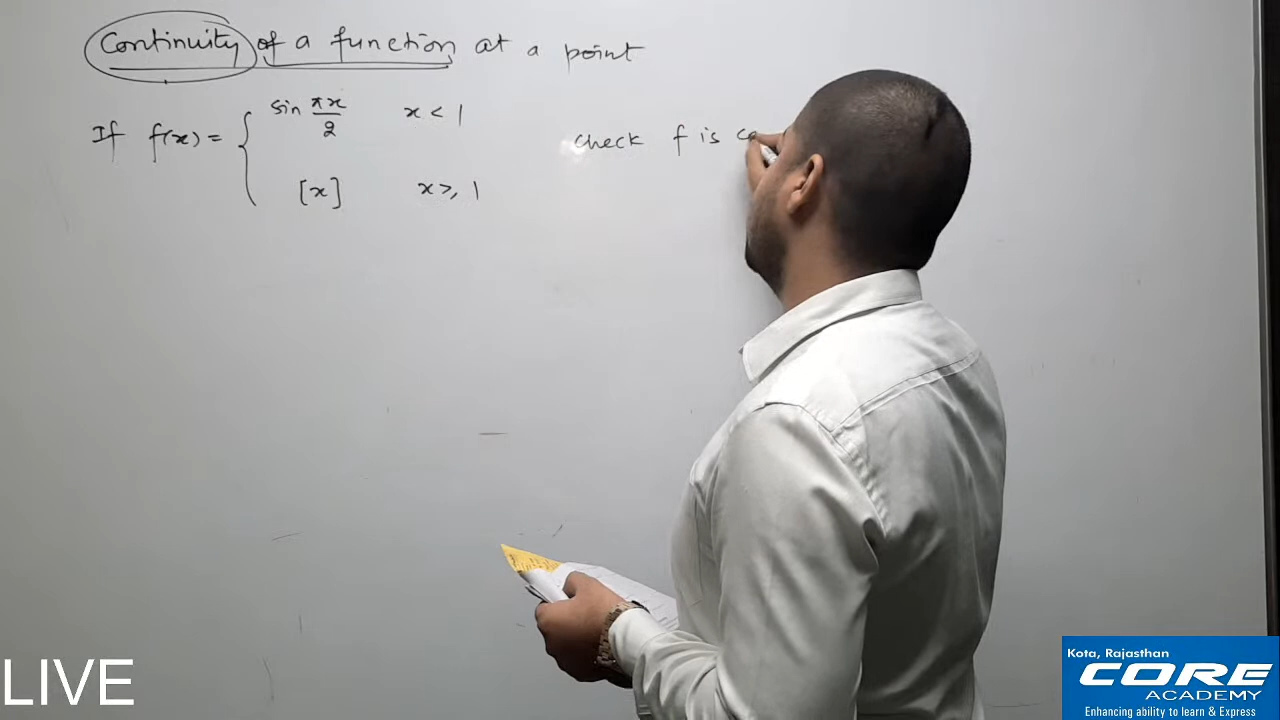 Continuity of a function at a point
If f(x) = { sin πx/2 x < 1
[x] x ≥, 1
check f is co
LIVE
Kota, Rajasthan
CORE
ACADEMY
Enhancing ability to learn & Express